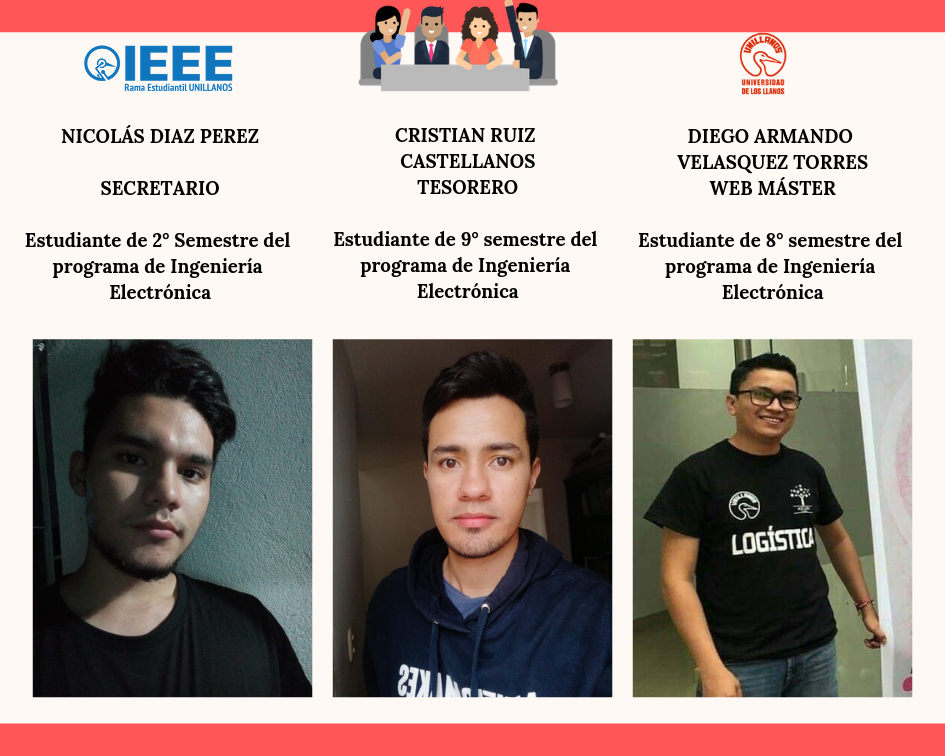 IEEE
Rama Estudiantil UNILLANOS
UNILLANOS
UNIVERSIDAD
DE LOS LLANOS
NICOLÁS DIAZ PEREZ
SECRETARIO
Estudiante de 2° Semestre del
programa de Ingeniería
Electrónica
CRISTIAN RUIZ
CASTELLANOS
TESORERO
Estudiante de 9° semestre del
programa de Ingeniería
Electrónica
DIEGO ARMANDO
VELASQUEZ TORRES
WEB MÁSTER
Estudiante de 8° semestre del
programa de Ingeniería
Electrónica
UNILLANOS
LOGÍSTICA